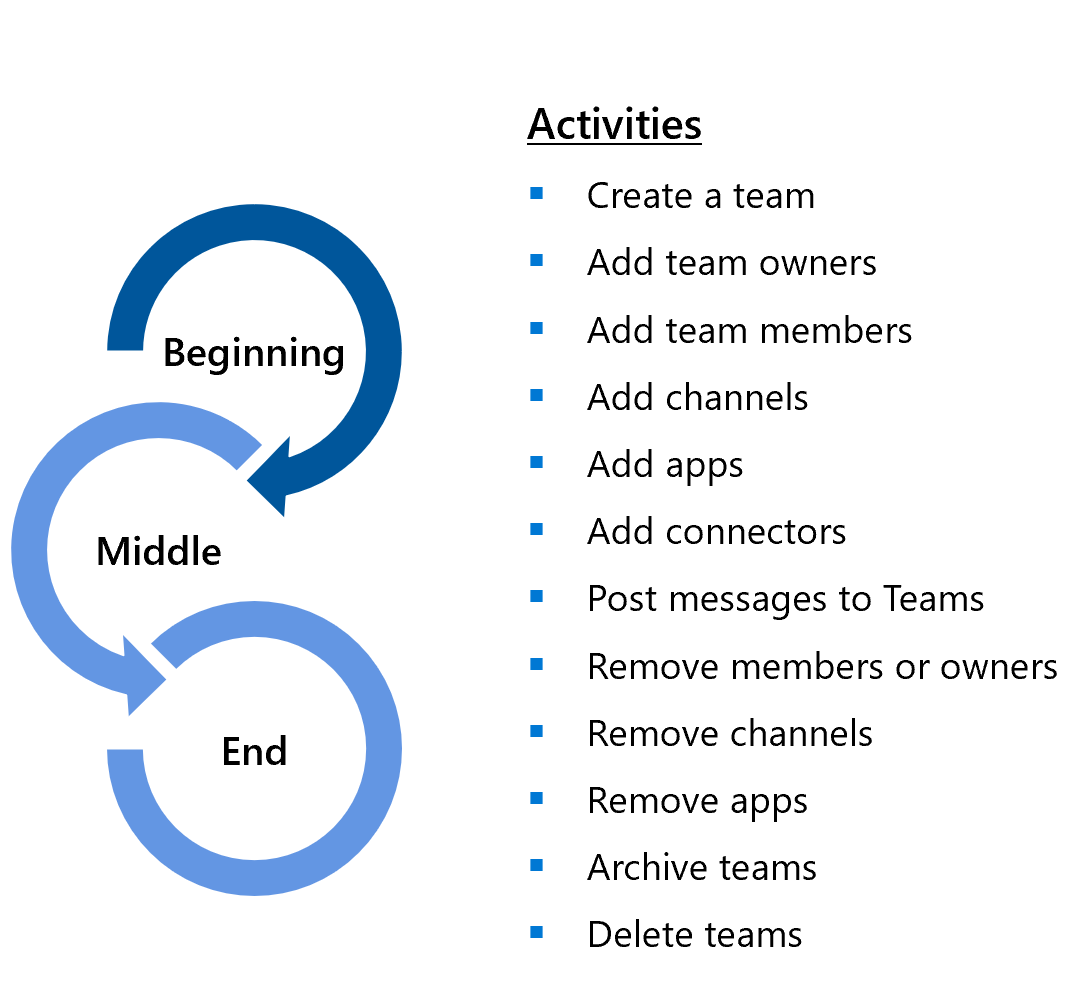 Beginning
Middle
End
Activities
Create a team
Add team owners
Add team members
Add channels
Add apps
Add connectors
Post messages to Teams
Remove members or owners
Remove channels
Remove apps
Archive teams
Delete teams